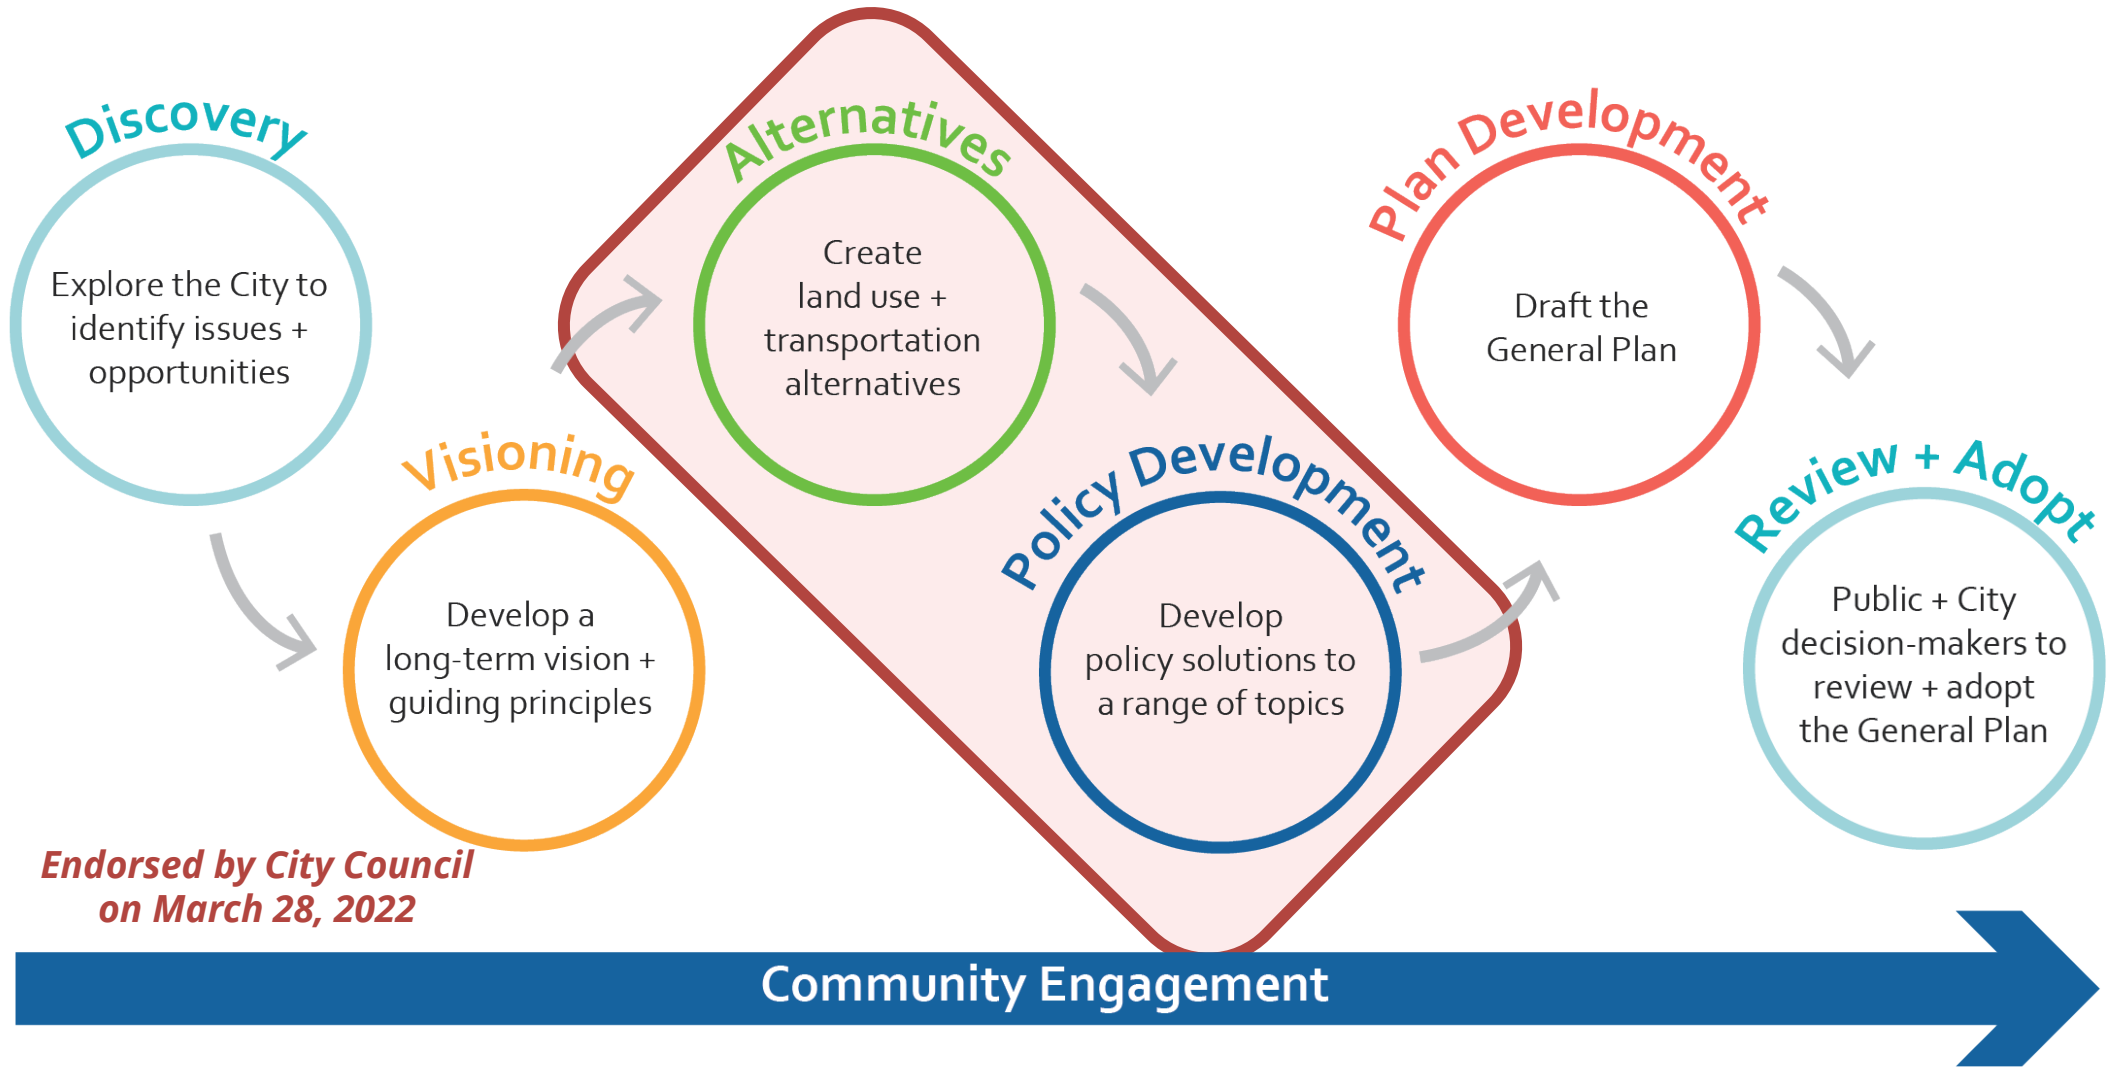 Discovery
Explore the City to
identify issues +
opportunities
Visioning
Develop a
long-term vision +
guiding principles
Endorsed by City Council
on March 28, 2022
Alternatives
Create
land use +
transportation
alternatives
Policy Development
Develop
policy solutions to
a range of topics
Plan Development
Draft the
General Plan
Review + Adopt
Public + City
decision-makers to
review + adopt
the General Plan
Community Engagement